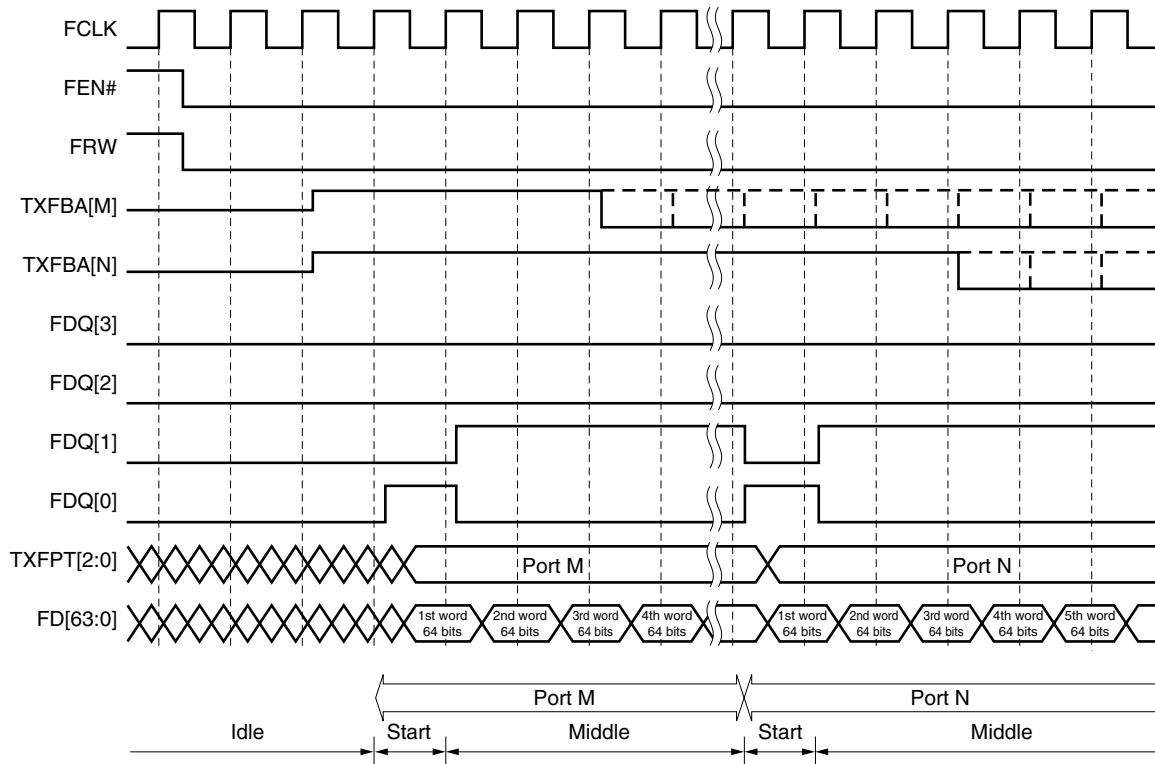 FCLK
FEN#
FRW
TXFBA[M]
TXFBA[N]
FDQ[3]
FDQ[2]
FDQ[1]
FDQ[0]
TXFPT[2:0] Port M Port N
FD[63:0] 1st word 2nd word 3rd word 4th word 1st word 2nd word 3rd word 4th word 5th word
64 bits 64 bits 64 bits 64 bits 64 bits 64 bits 64 bits 64 bits 64 bits
Port M Port N
Idle Start Middle Start Middle